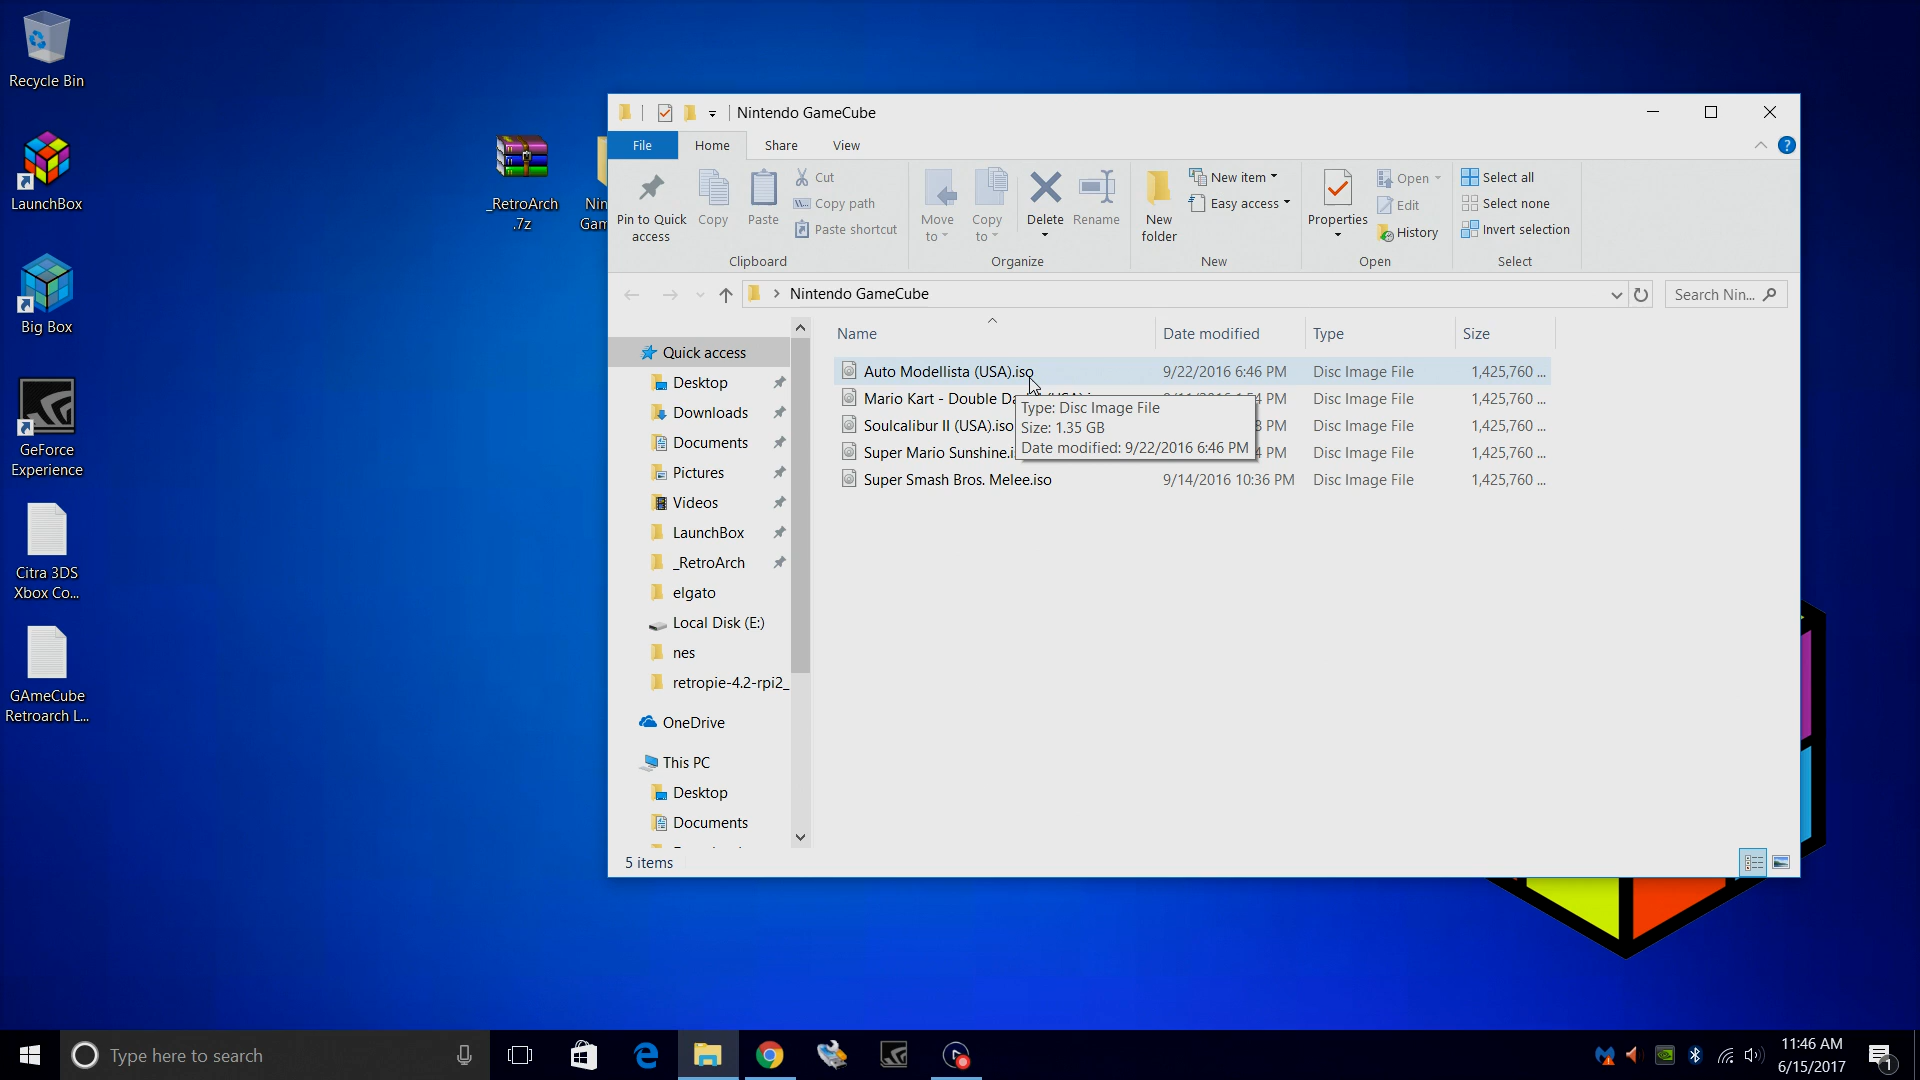 Recycle Bin
LaunchBox
Big Box
GeForce
Experience
Citra 3DS
Xbox Co...
GAmeCube
Retroarch L...
_RetroArch
.7z
Nin
Gam
Nintendo GameCube
File
Home
Share
View
Pin to Quick
access
Copy
Paste
Cut
Copy path
Paste shortcut
Clipboard
Move
to
Copy
to
Delete
Rename
Organize
New
folder
New item
Easy access
New
Properties
Open
Edit
History
Open
Select all
Select none
Invert selection
Select
Nintendo GameCube
Search Nin...
Name
Date modified
Type
Size
Auto Modellista (USA).iso 9/22/2016 6:46 PM Disc Image File 1,425,760 ...
Mario Kart - Double Da PM Disc Image File 1,425,760 ...
Soulcalibur II (USA).iso PM Disc Image File 1,425,760 ...
Super Mario Sunshine.i PM Disc Image File 1,425,760 ...
Super Smash Bros. Melee.iso 9/14/2016 10:36 PM Disc Image File 1,425,760 ...
Type: Disc Image File
Size: 1.35 GB
Date modified: 9/22/2016 6:46 PM
Quick access
Desktop
Downloads
Documents
Pictures
Videos
LaunchBox
_RetroArch
elgato
Local Disk (E:)
nes
retropie-4.2-rpi2_
OneDrive
This PC
Desktop
Documents
5 items
Type here to search
11:46 AM
6/15/2017
1